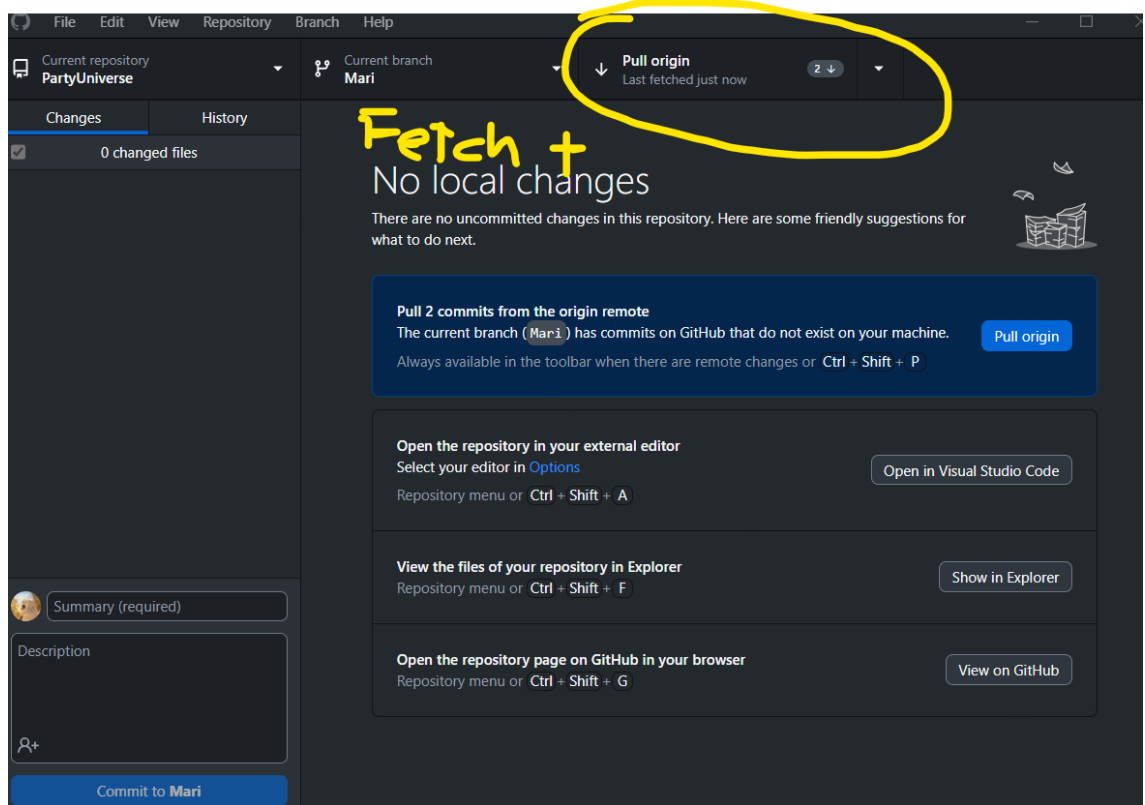 File Edit View Repository Branch Help
Current repository
PartyUniverse
Current branch
Mari
Pull origin
Last fetched just now
2 ↓
Changes History
0 changed files
Fetch +
No local changes
There are no uncommitted changes in this repository. Here are some friendly suggestions for
what to do next.
Pull 2 commits from the origin remote
The current branch ( Mari ) has commits on GitHub that do not exist on your machine.
Always available in the toolbar when there are remote changes or Ctrl + Shift + P
Pull origin
Open the repository in your external editor
Select your editor in Options
Repository menu or Ctrl + Shift + A
Open in Visual Studio Code
View the files of your repository in Explorer
Repository menu or Ctrl + Shift + F
Show in Explorer
Open the repository page on GitHub in your browser
Repository menu or Ctrl + Shift + G
View on GitHub
Summary (required)
Description
Commit to Mari